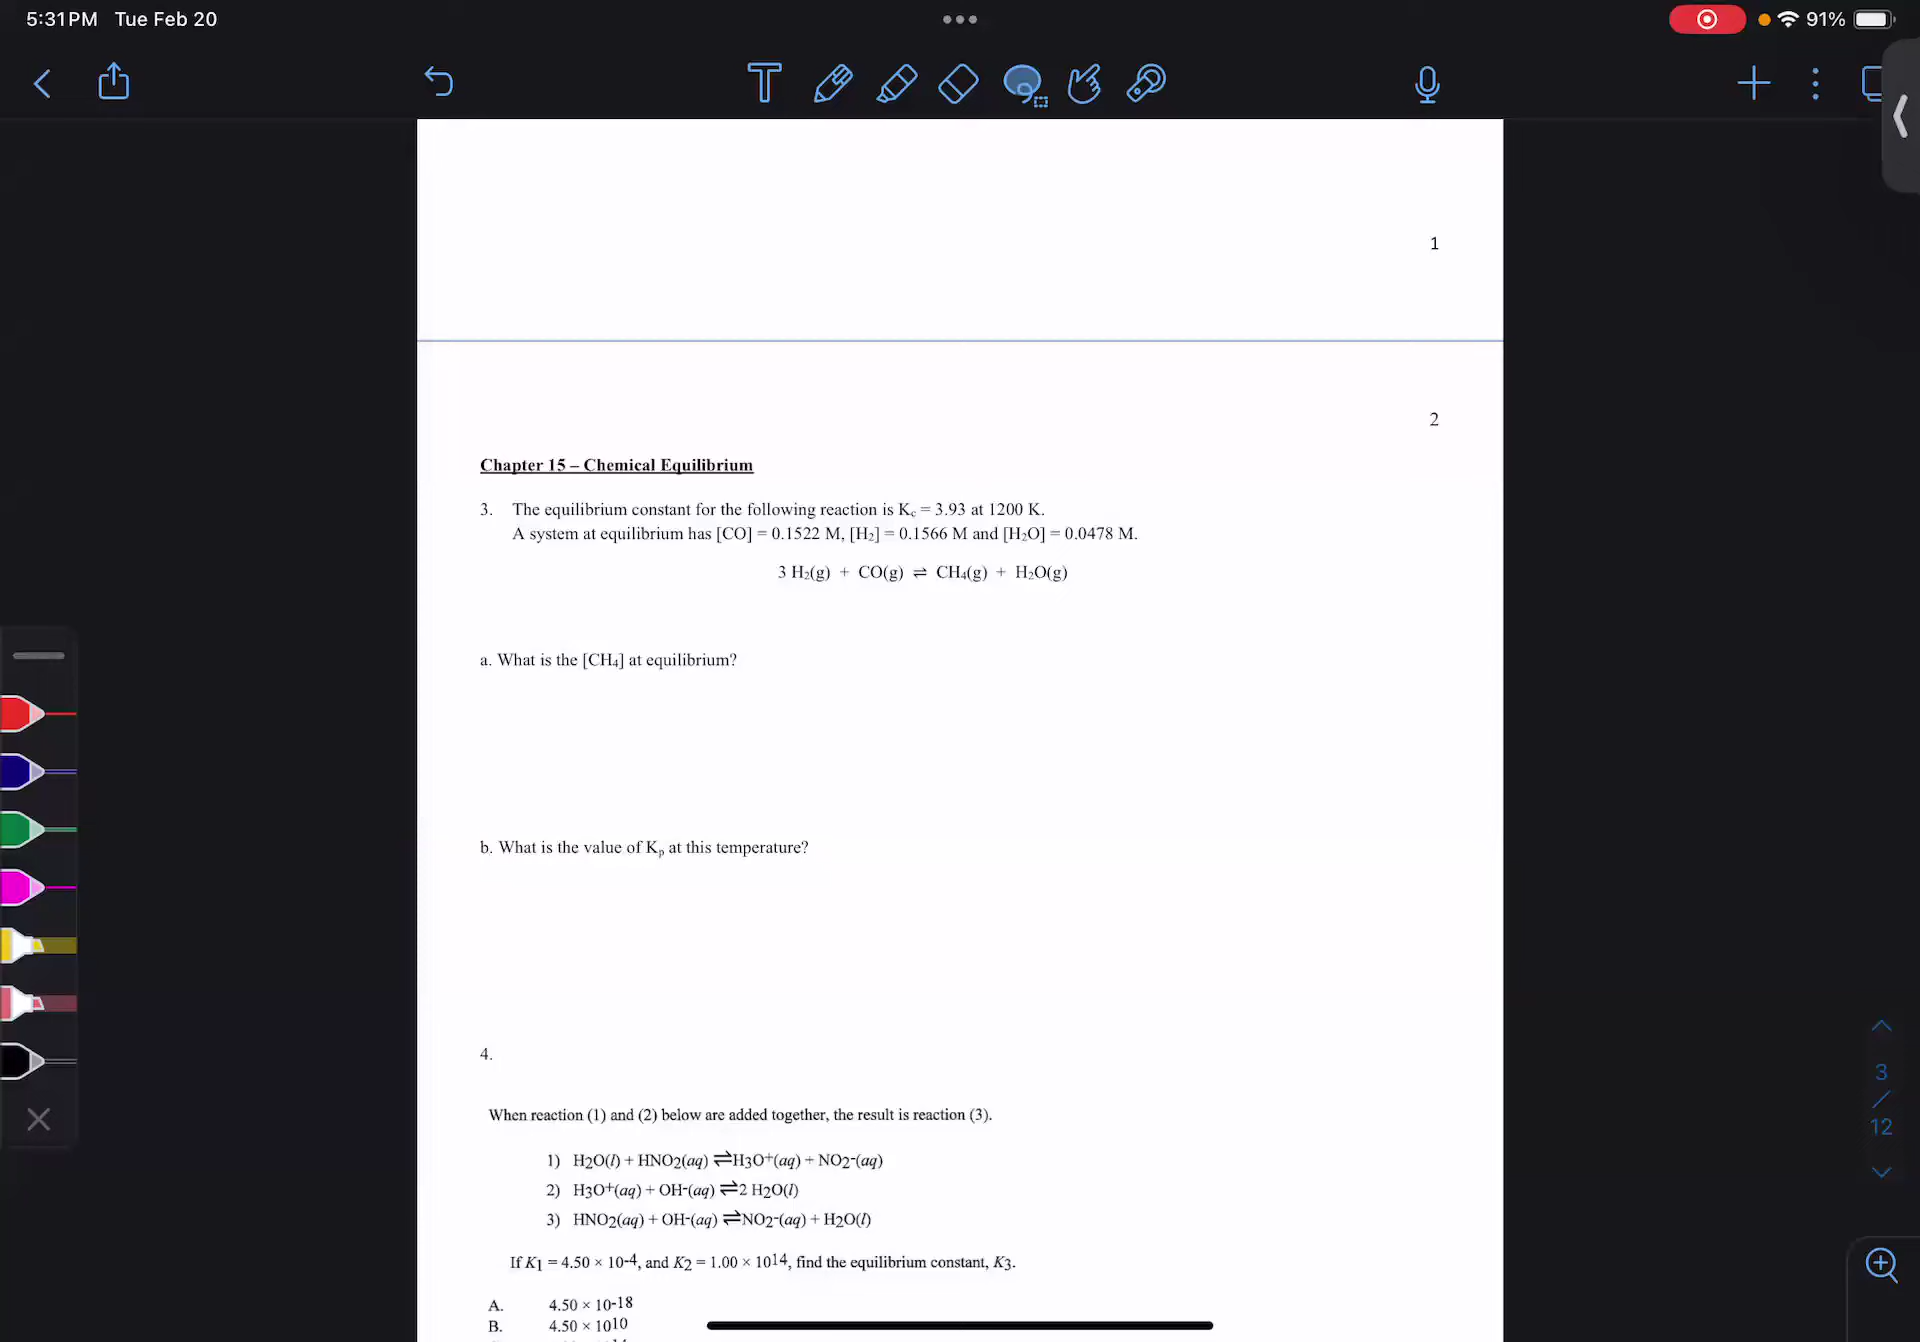 5:31PM Tue Feb 20
91%
T
1
2
Chapter 15 – Chemical Equilibrium
3. The equilibrium constant for the following reaction is Kc = 3.93 at 1200 K.
A system at equilibrium has [CO] = 0.1522 M, [H₂] = 0.1566 M and [H₂O] = 0.0478 M.
3 H₂(g) + CO(g) ⇌ CH₄(g) + H₂O(g)
a. What is the [CH₄] at equilibrium?
b. What is the value of Kₚ at this temperature?
4.
When reaction (1) and (2) below are added together, the result is reaction (3).
1) H2O(l) + HNO2(aq) ⇌ H3O+(aq) + NO2-(aq)
2) H3O+(aq) + OH-(aq) ⇌ 2 H2O(l)
3) HNO2(aq) + OH-(aq) ⇌ NO2-(aq) + H2O(l)
If K1 = 4.50 × 10-4, and K2 = 1.00 × 1014, find the equilibrium constant, K3.
A. 4.50 × 10-18
B. 4.50 × 1010
3
/
12